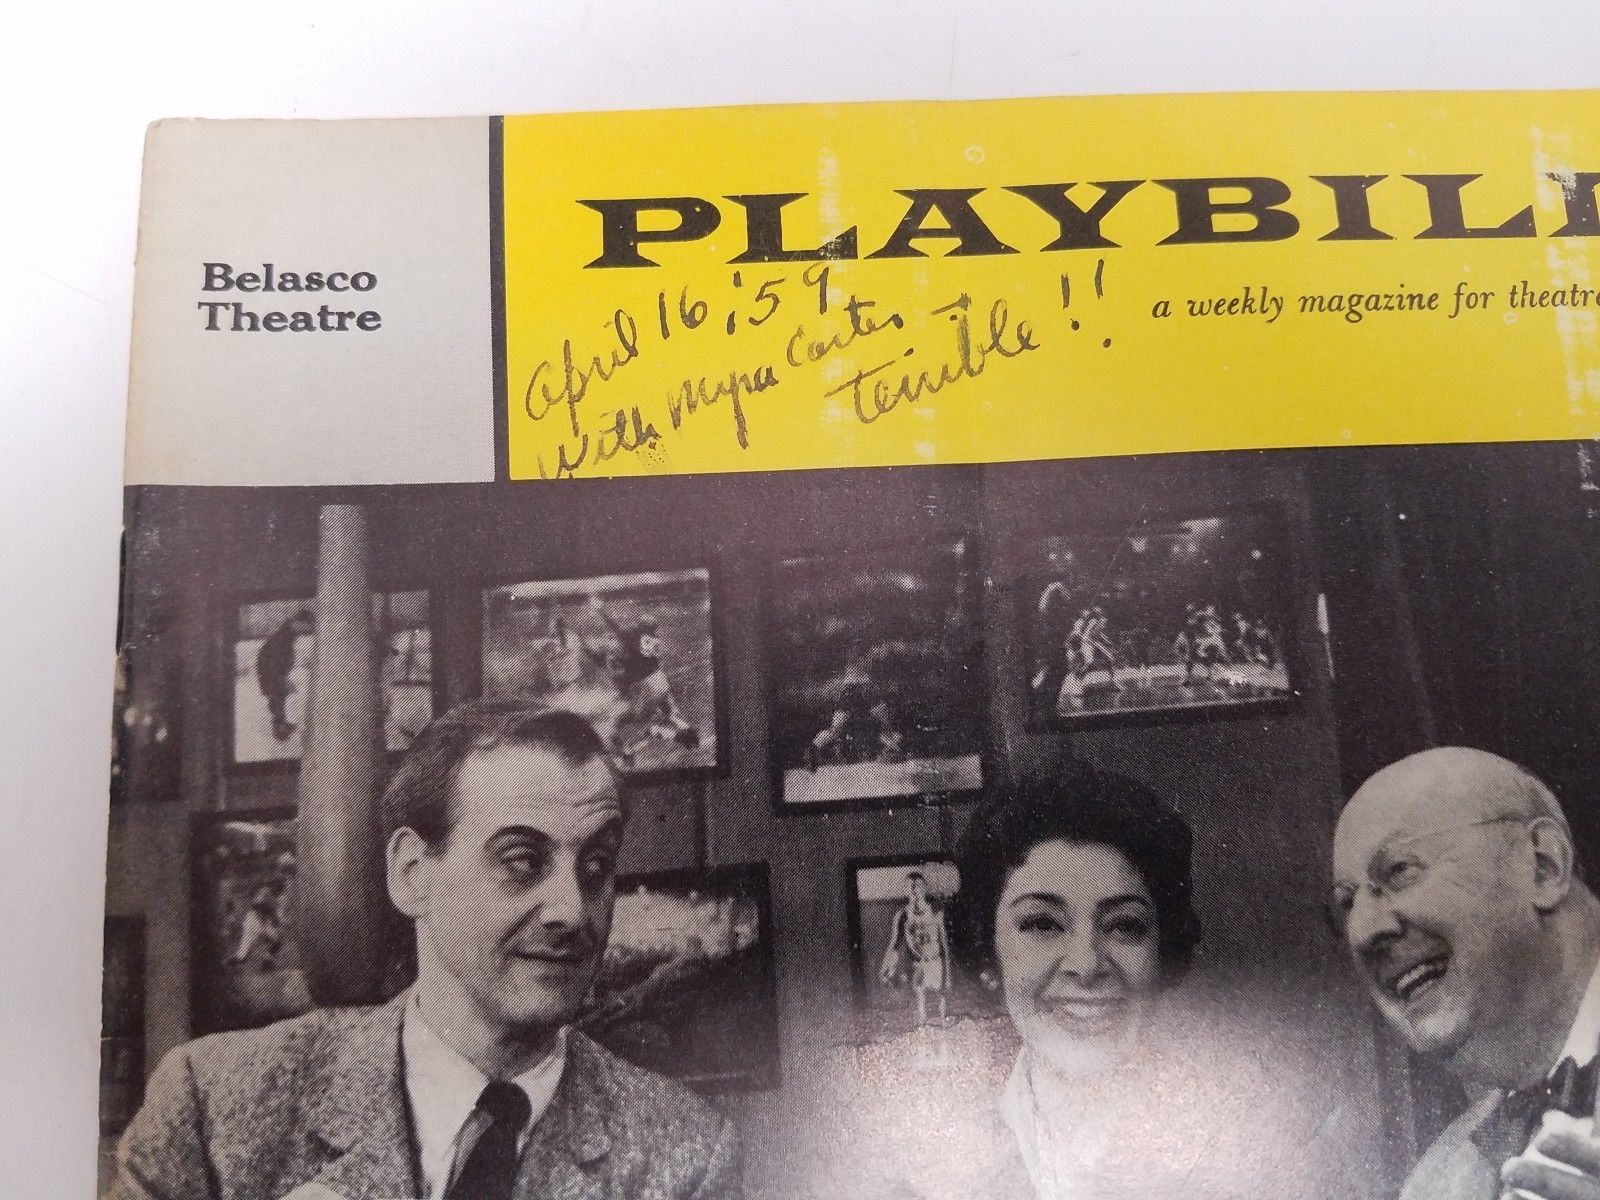 Belasco
Theatre
PLAYBILL
a weekly magazine for theatre
April 16, '59
with Myra Carter -
terrible!!